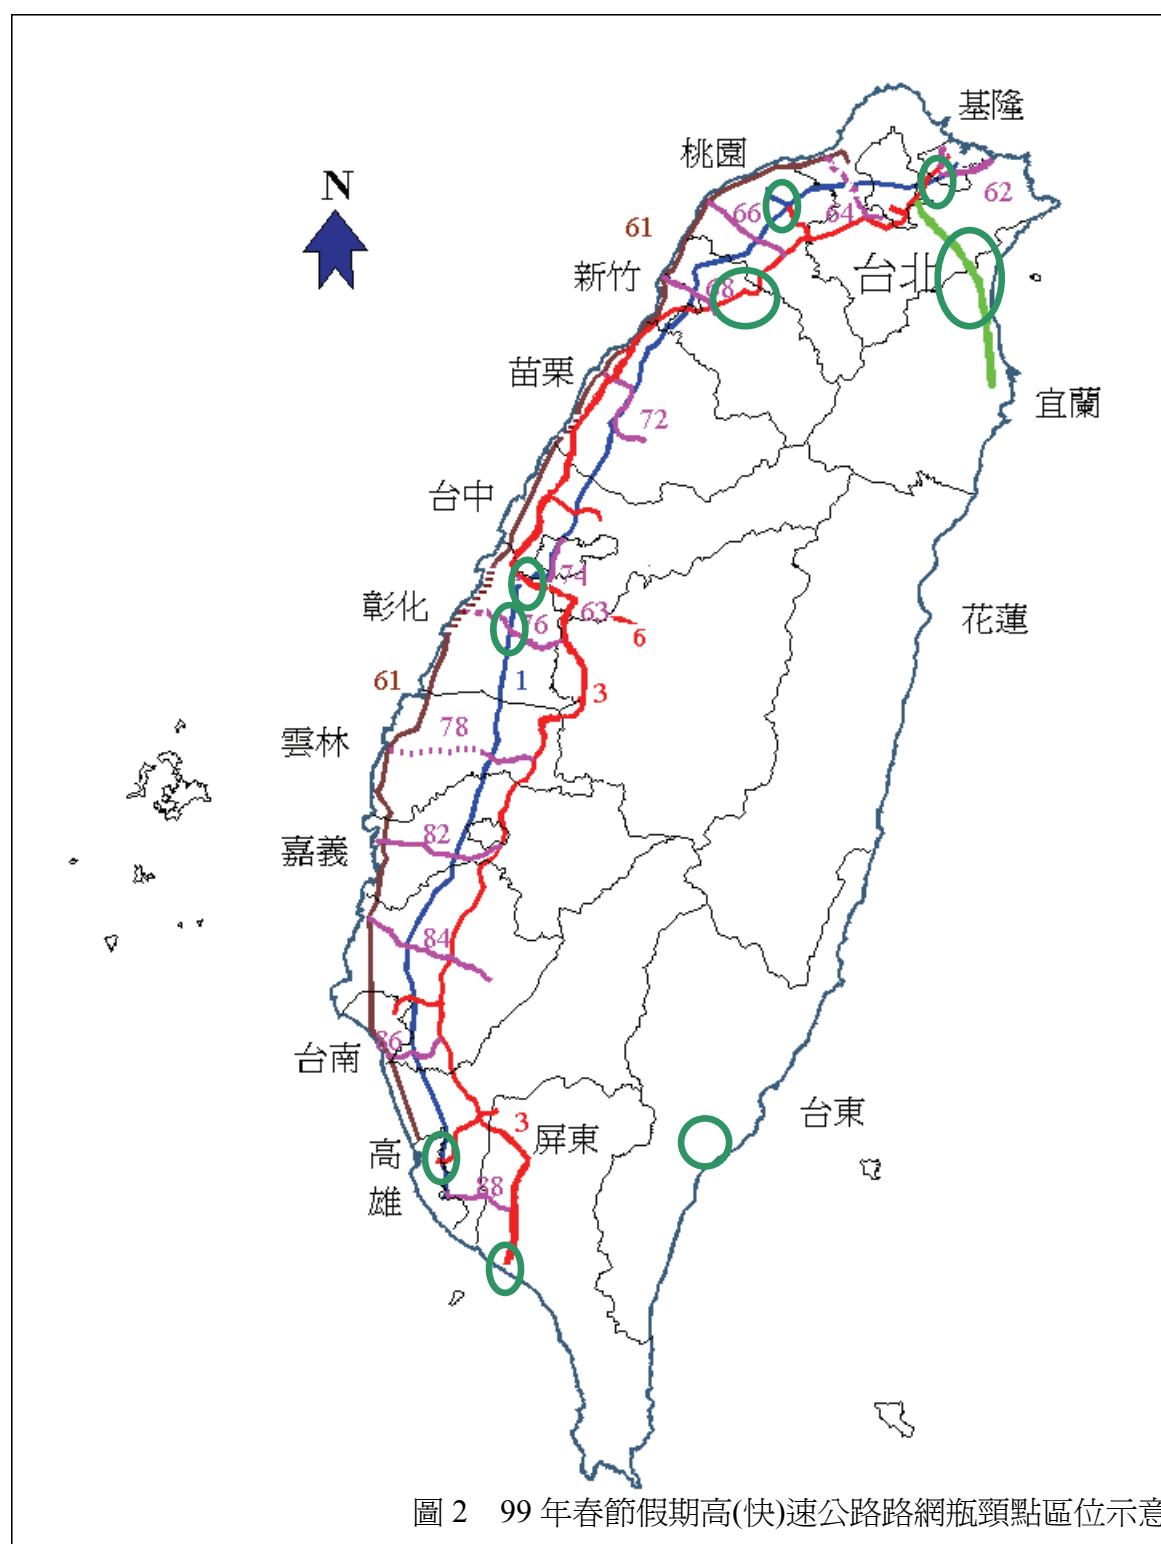 基隆
桃園
N
62
66
64
61
台北
新竹
68
苗栗
宜蘭
72
台中
74
彰化
63
花蓮
76
6
61
1
3
78
雲林
82
嘉義
84
86
台南
台東
3
屏東
高
雄
88
圖 2 99 年春節假期高(快)速公路路網瓶頸點區位示意